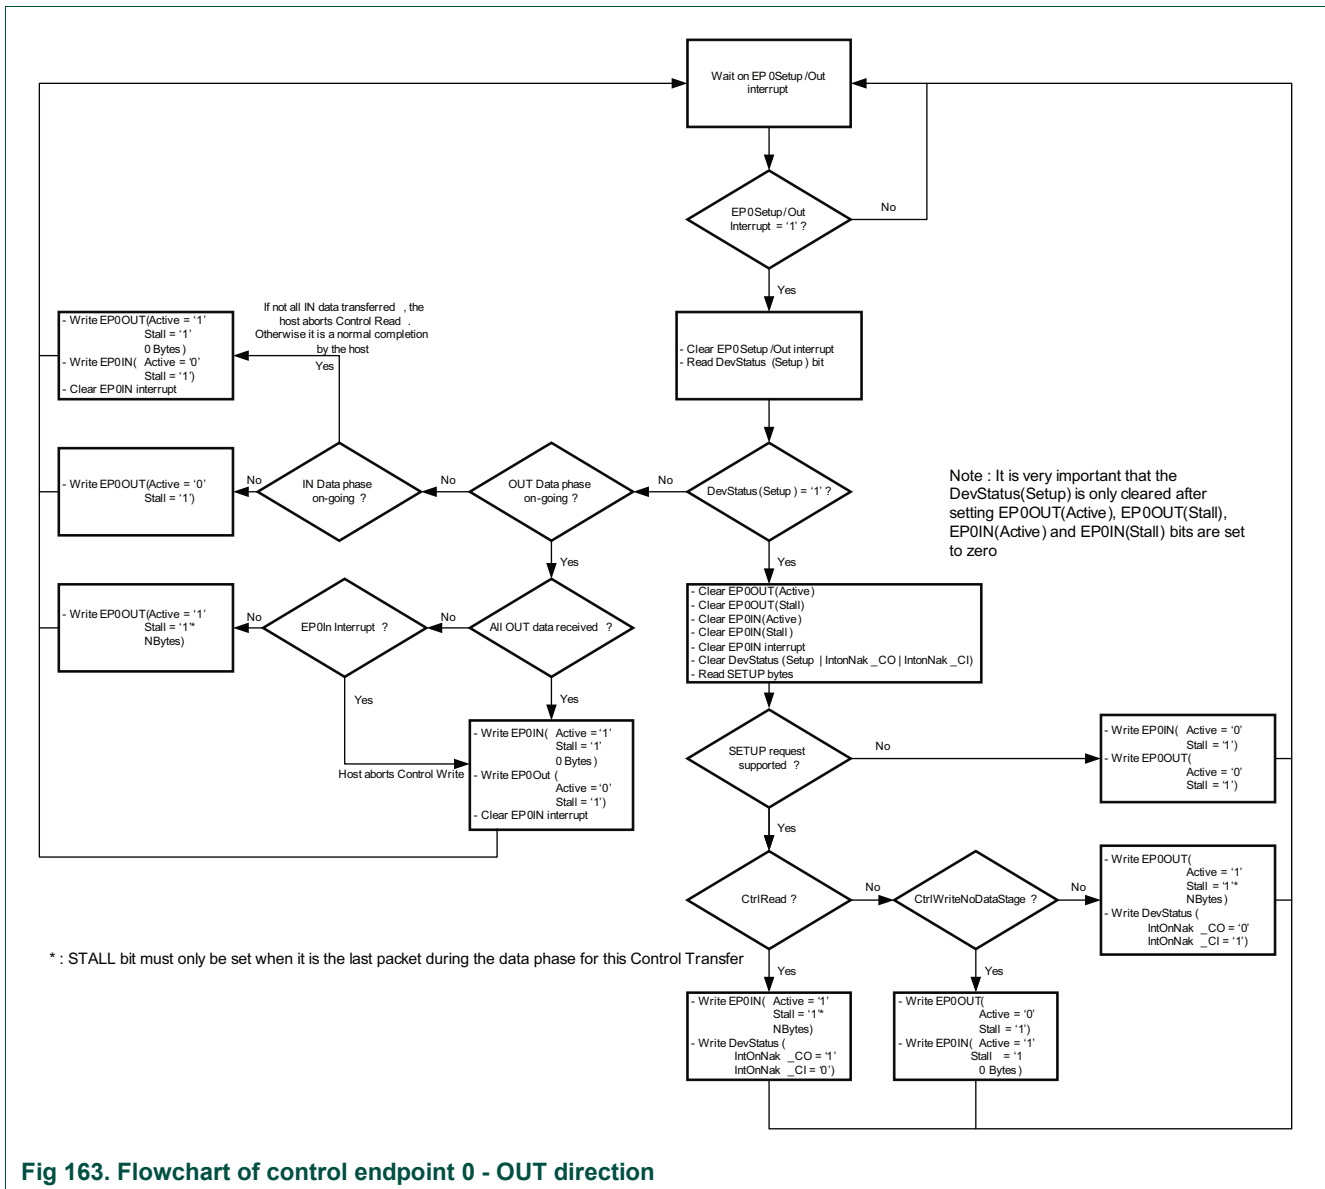 Wait on EP0Setup/Out
interrupt
EP0Setup/Out
Interrupt = '1' ?
No
Yes
- Clear EP0Setup/Out interrupt
- Read DevStatus (Setup) bit
If not all IN data transferred , the
host aborts Control Read .
Otherwise it is a normal completion
by the host
Yes
- Write EP0OUT(Active = '1'
Stall = '1'
0 Bytes)
- Write EP0IN( Active = '0'
Stall = '1')
- Clear EP0IN interrupt
DevStatus(Setup) = '1' ?
No
OUT Data phase
on-going ?
No
IN Data phase
on-going ?
No
- Write EP0OUT(Active = '0'
Stall = '1')
Note : It is very important that the
DevStatus(Setup) is only cleared after
setting EP0OUT(Active), EP0OUT(Stall),
EP0IN(Active) and EP0IN(Stall) bits are set
to zero
Yes
Yes
All OUT data received ?
No
EP0In Interrupt ?
No
- Write EP0OUT(Active = '1'
Stall = '1'*
NBytes)
- Clear EP0OUT(Active)
- Clear EP0OUT(Stall)
- Clear EP0IN(Active)
- Clear EP0IN(Stall)
- Clear EP0IN interrupt
- Clear DevStatus (Setup | IntonNak _CO | IntonNak _CI)
- Read SETUP bytes
Yes
Yes
Host aborts Control Write
- Write EP0IN( Active = '1'
Stall = '1'
0 Bytes)
- Write EP0Out (
Active = '0'
Stall = '1')
- Clear EP0IN interrupt
SETUP request
supported ?
No
- Write EP0IN( Active = '0'
Stall = '1')
- Write EP0OUT(
Active = '0'
Stall = '1')
Yes
CtrlRead ?
No
CtrlWriteNoDataStage ?
No
- Write EP0OUT(
Active = '1'
Stall = '1'*
NBytes)
- Write DevStatus (
IntOnNak _CO = '0'
IntOnNak _CI = '1')
* : STALL bit must only be set when it is the last packet during the data phase for this Control Transfer
Yes
Yes
- Write EP0IN( Active = '1'
Stall = '1'*
NBytes)
- Write DevStatus (
IntOnNak _CO = '1'
IntOnNak _CI = '0')
- Write EP0OUT(
Active = '0'
Stall = '1')
- Write EP0IN( Active = '1'
Stall = '1
0 Bytes)
Fig 163. Flowchart of control endpoint 0 - OUT direction